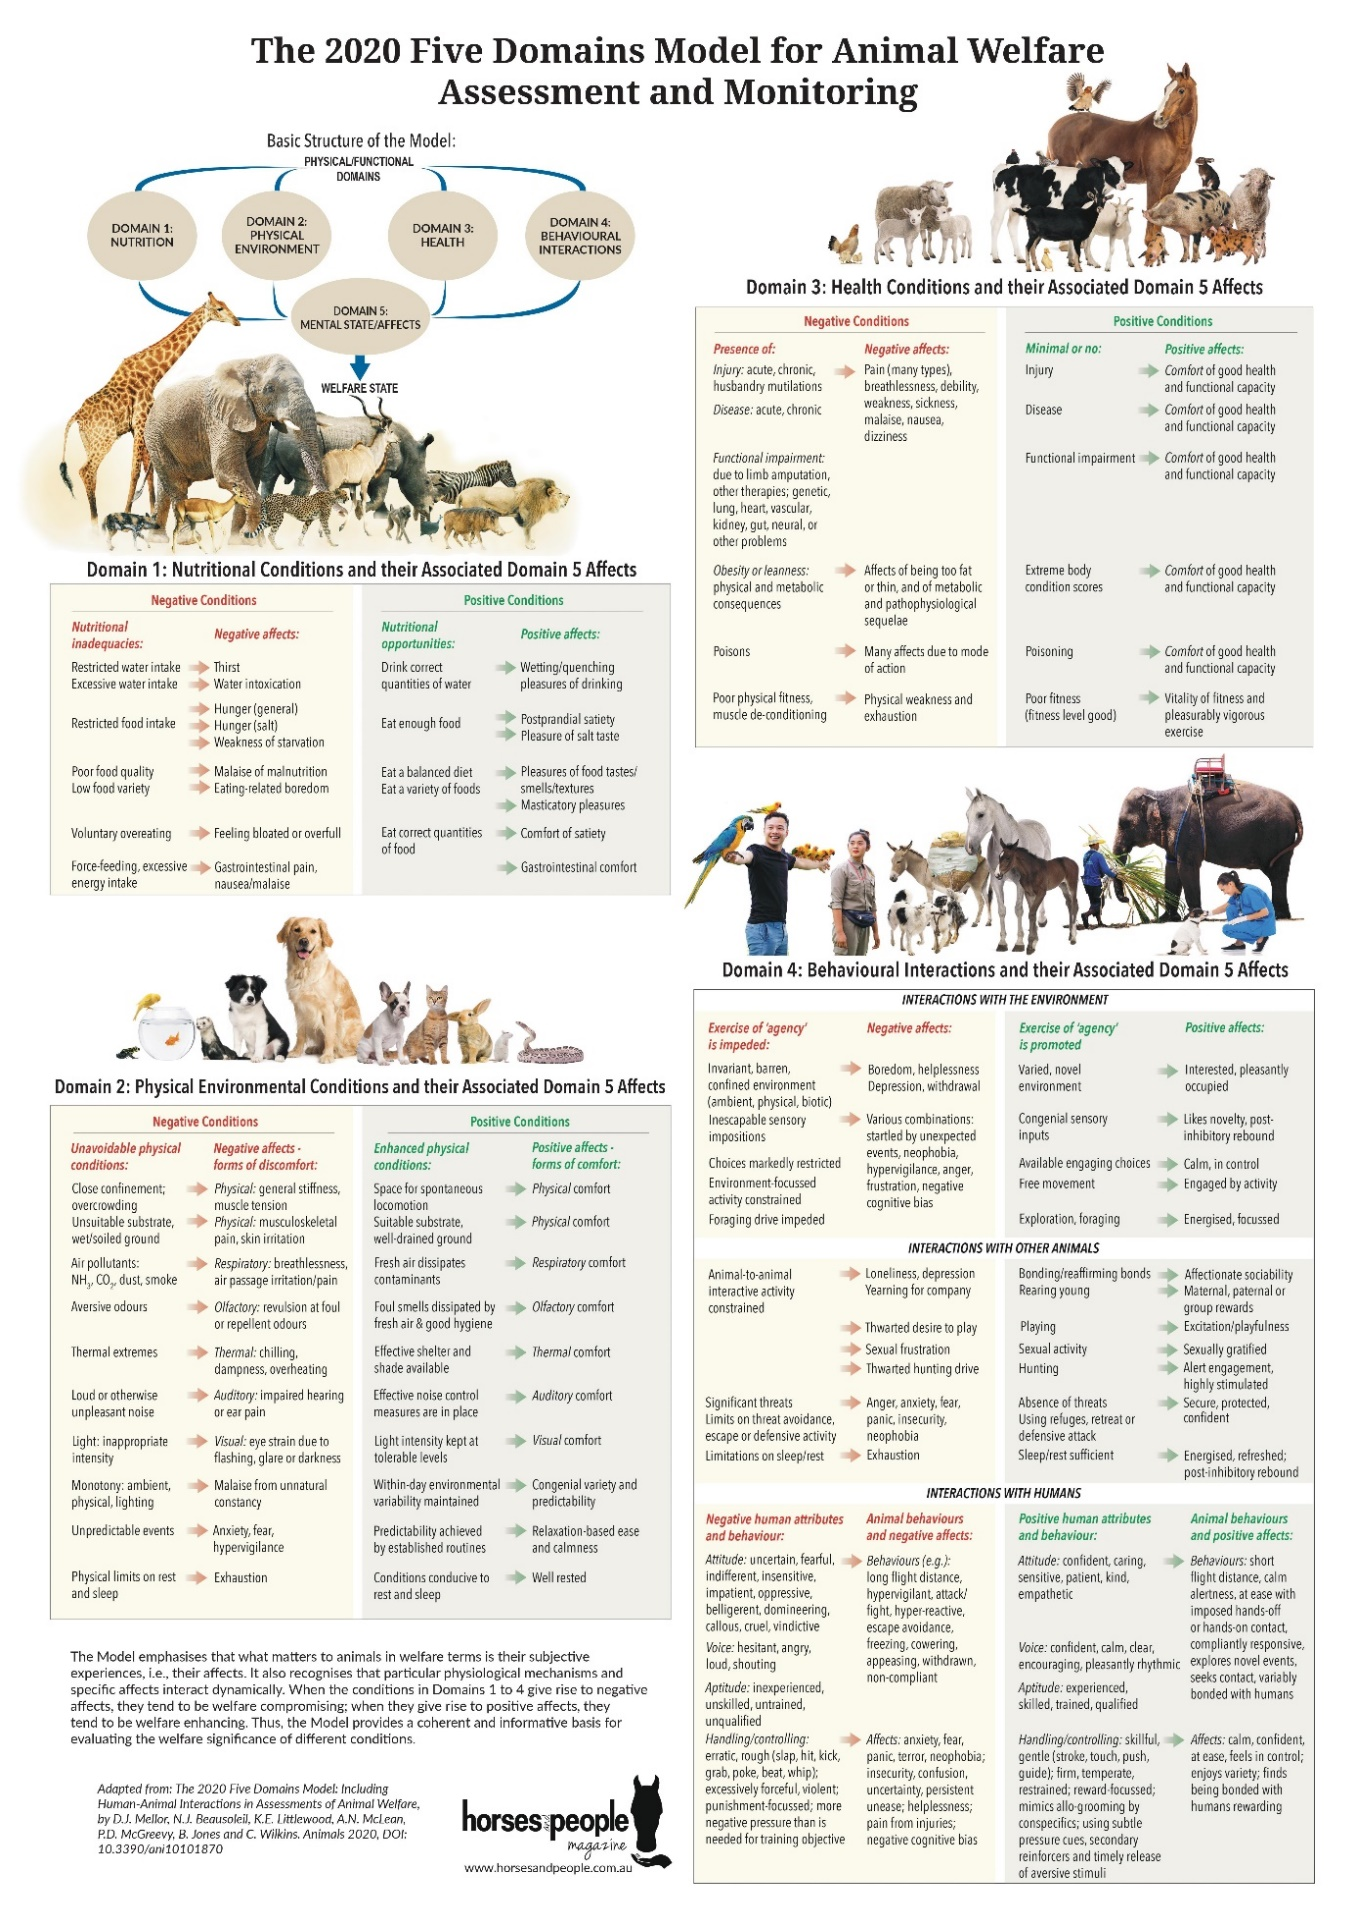 The 2020 Five Domains Model for Animal Welfare
Assessment and Monitoring
Basic Structure of the Model:
PHYSICAL/FUNCTIONAL
DOMAINS
DOMAIN 1:
NUTRITION
DOMAIN 2:
PHYSICAL
ENVIRONMENT
DOMAIN 3:
HEALTH
DOMAIN 4:
BEHAVIOURAL
INTERACTIONS
DOMAIN 5:
MENTAL STATE/AFFECTS
WELFARE STATE
Domain 1: Nutritional Conditions and their Associated Domain 5 Affects
Negative Conditions
Nutritional
inadequacies:
Negative affects:
Restricted water intake
Thirst
Excessive water intake
Water intoxication
Restricted food intake
Hunger (general)
Hunger (salt)
Weakness of starvation
Poor food quality
Malaise of malnutrition
Low food variety
Eating-related boredom
Voluntary overeating
Feeling bloated or overfull
Force-feeding, excessive
energy intake
Gastrointestinal pain,
nausea/malaise
Positive Conditions
Nutritional
opportunities:
Positive affects:
Drink correct
quantities of water
Wetting/quenching
pleasures of drinking
Eat enough food
Postprandial satiety
Pleasure of salt taste
Eat a balanced diet
Eat a variety of foods
Pleasures of food tastes/
smells/textures
Masticatory pleasures
Eat correct quantities
of food
Comfort of satiety
Gastrointestinal comfort
Domain 2: Physical Environmental Conditions and their Associated Domain 5 Affects
Negative Conditions
Unavoidable physical
conditions:
Negative affects -
forms of discomfort:
Close confinement;
overcrowding
Physical: general stiffness,
muscle tension
Unsuitable substrate,
wet/soiled ground
Physical: musculoskeletal
pain, skin irritation
Air pollutants:
NH3, CO2, dust, smoke
Respiratory: breathlessness,
air passage irritation/pain
Aversive odours
Olfactory: revulsion at foul
or repellent odours
Thermal extremes
Thermal: chilling,
dampness, overheating
Loud or otherwise
unpleasant noise
Auditory: impaired hearing
or ear pain
Light: inappropriate
intensity
Visual: eye strain due to
flashing, glare or darkness
Monotony: ambient,
physical, lighting
Malaise from unnatural
constancy
Unpredictable events
Anxiety, fear,
hypervigilance
Physical limits on rest
and sleep
Exhaustion
Positive Conditions
Enhanced physical
conditions:
Positive affects -
forms of comfort:
Space for spontaneous
locomotion
Physical comfort
Suitable substrate,
well-drained ground
Physical comfort
Fresh air dissipates
contaminants
Respiratory comfort
Foul smells dissipated by
fresh air & good hygiene
Olfactory comfort
Effective shelter and
shade available
Thermal comfort
Effective noise control
measures are in place
Auditory comfort
Light intensity kept at
tolerable levels
Visual comfort
Within-day environmental
variability maintained
Congenial variety and
predictability
Predictability achieved
by established routines
Relaxation-based ease
and calmness
Conditions conducive to
rest and sleep
Well rested
The Model emphasises that what matters to animals in welfare terms is their subjective
experiences, i.e., their affects. It also recognises that particular physiological mechanisms and
specific affects interact dynamically. When the conditions in Domains 1 to 4 give rise to negative
affects, they tend to be welfare compromising; when they give rise to positive affects, they
tend to be welfare enhancing. Thus, the Model provides a coherent and informative basis for
evaluating the welfare significance of different conditions.
Adapted from: The 2020 Five Domains Model: Including
Human-Animal Interactions in Assessments of Animal Welfare,
by D.J. Mellor, N.J. Beausoleil, K.E. Littlewood, A.N. McLean,
P.D. McGreevy, B. Jones and C. Wilkins. Animals 2020, DOI:
10.3390/ani10101870
horses and people
magazine
www.horsesandpeople.com.au
Domain 3: Health Conditions and their Associated Domain 5 Affects
Negative Conditions
Presence of:
Negative affects:
Injury: acute, chronic,
husbandry mutilations
Disease: acute, chronic
Pain (many types),
breathlessness, debility,
weakness, sickness,
malaise, nausea,
dizziness
Functional impairment:
due to limb amputation,
other therapies; genetic,
lung, heart, vascular,
kidney, gut, neural, or
other problems
Obesity or leanness:
physical and metabolic
consequences
Affects of being too fat
or thin, and of metabolic
and pathophysiological
sequelae
Poisons
Many affects due to mode
of action
Poor physical fitness,
muscle de-conditioning
Physical weakness and
exhaustion
Positive Conditions
Minimal or no:
Positive affects:
Injury
Comfort of good health
and functional capacity
Disease
Comfort of good health
and functional capacity
Functional impairment
Comfort of good health
and functional capacity
Extreme body
condition scores
Comfort of good health
and functional capacity
Poisoning
Comfort of good health
and functional capacity
Poor fitness
(fitness level good)
Vitality of fitness and
pleasurably vigorous
exercise
Domain 4: Behavioural Interactions and their Associated Domain 5 Affects
INTERACTIONS WITH THE ENVIRONMENT
Exercise of 'agency'
is impeded:
Negative affects:
Invariant, barren,
confined environment
(ambient, physical, biotic)
Boredom, helplessness
Depression, withdrawal
Inescapable sensory
impositions
Choices markedly restricted
Environment-focussed
activity constrained
Foraging drive impeded
Various combinations:
startled by unexpected
events, neophobia,
hypervigilance, anger,
frustration, negative
cognitive bias
Exercise of 'agency'
is promoted
Positive affects:
Varied, novel
environment
Interested, pleasantly
occupied
Congenial sensory
inputs
Likes novelty, post-
inhibitory rebound
Available engaging choices
Calm, in control
Free movement
Engaged by activity
Exploration, foraging
Energised, focussed
INTERACTIONS WITH OTHER ANIMALS
Animal-to-animal
interactive activity
constrained
Loneliness, depression
Yearning for company
Thwarted desire to play
Sexual frustration
Thwarted hunting drive
Significant threats
Limits on threat avoidance,
escape or defensive activity
Anger, anxiety, fear,
panic, insecurity,
neophobia
Limitations on sleep/rest
Exhaustion
Bonding/reaffirming bonds
Affectionate sociability
Rearing young
Maternal, paternal or
group rewards
Playing
Excitation/playfulness
Sexual activity
Sexually gratified
Hunting
Alert engagement,
highly stimulated
Absence of threats
Using refuges, retreat or
defensive attack
Secure, protected,
confident
Sleep/rest sufficient
Energised, refreshed;
post-inhibitory rebound
INTERACTIONS WITH HUMANS
Negative human attributes
and behaviour:
Animal behaviours
and negative affects:
Attitude: uncertain, fearful,
indifferent, insensitive,
impatient, oppressive,
belligerent, domineering,
callous, cruel, vindictive
Voice: hesitant, angry,
loud, shouting
Aptitude: inexperienced,
unskilled, untrained,
unqualified
Behaviours (e.g.):
long flight distance,
hypervigilant, attack/
fight, hyper-reactive,
escape avoidance,
freezing, cowering,
appeasing, withdrawn,
non-compliant
Handling/controlling:
erratic, rough (slap, hit, kick,
grab, poke, beat, whip);
excessively forceful, violent;
punishment-focussed; more
negative pressure than is
needed for training objective
Affects: anxiety, fear,
panic, terror, neophobia;
insecurity, confusion,
uncertainty, persistent
unease; helplessness;
pain from injuries;
negative cognitive bias
Positive human attributes
and behaviour:
Animal behaviours
and positive affects:
Attitude: confident, caring,
sensitive, patient, kind,
empathetic
Voice: confident, calm, clear,
encouraging, pleasantly rhythmic
Aptitude: experienced,
skilled, trained, qualified
Behaviours: short
flight distance, calm
alertness, at ease with
imposed hands-off
or hands-on contact,
compliantly responsive,
explores novel events,
seeks contact, variably
bonded with humans
Handling/controlling: skillful,
gentle (stroke, touch, push,
guide); firm, temperate,
restrained; reward-focussed;
mimics allo-grooming by
conspecifics; using subtle
pressure cues, secondary
reinforcers and timely release
of aversive stimuli
Affects: calm, confident,
at ease, feels in control;
enjoys variety; finds
being bonded with
humans rewarding